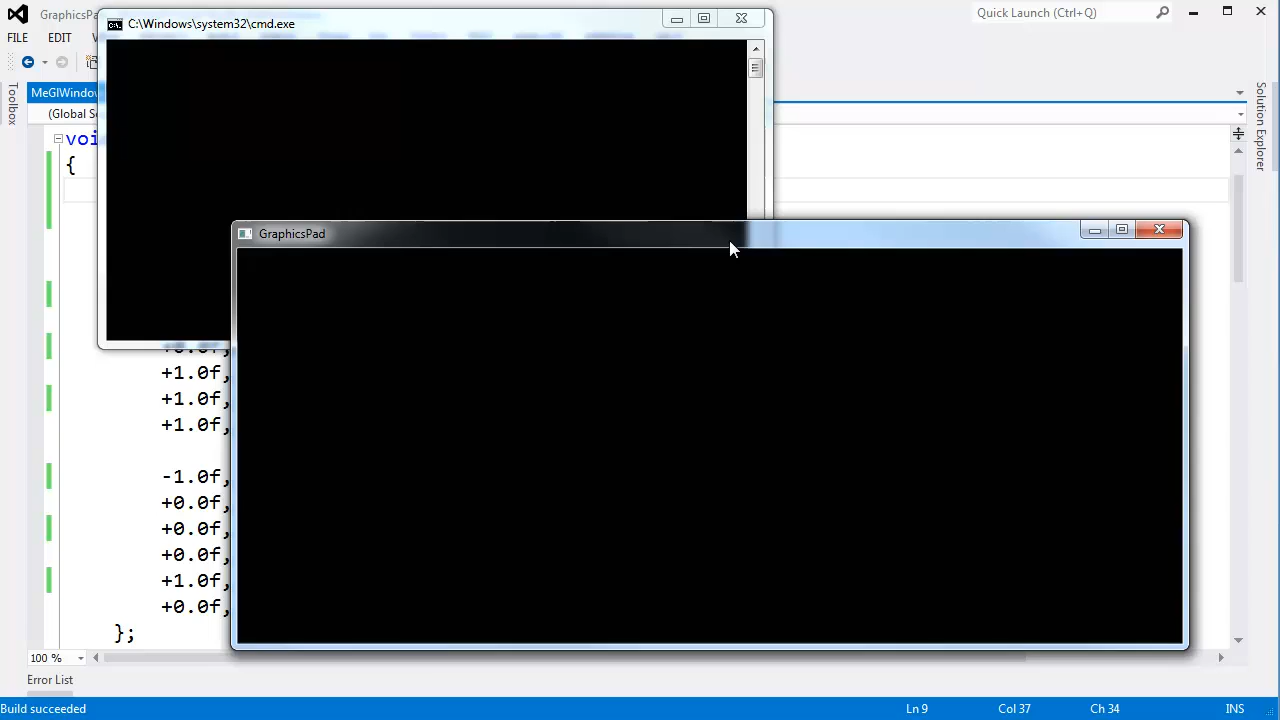 GraphicsPa
Quick Launch (Ctrl+Q)
C:\Windows\system32\cmd.exe
FILE
EDIT
Toolbox
MeGlWindow
(Global S
Solution Explorer
voi
{
GraphicsPad
+0.0f,
+1.0f,
+1.0f,
+1.0f,
-1.0f,
+0.0f,
+0.0f,
+0.0f,
+1.0f,
+0.0f,
};
100 %
Error List
Build succeeded
Ln 9
Col 37
Ch 34
INS